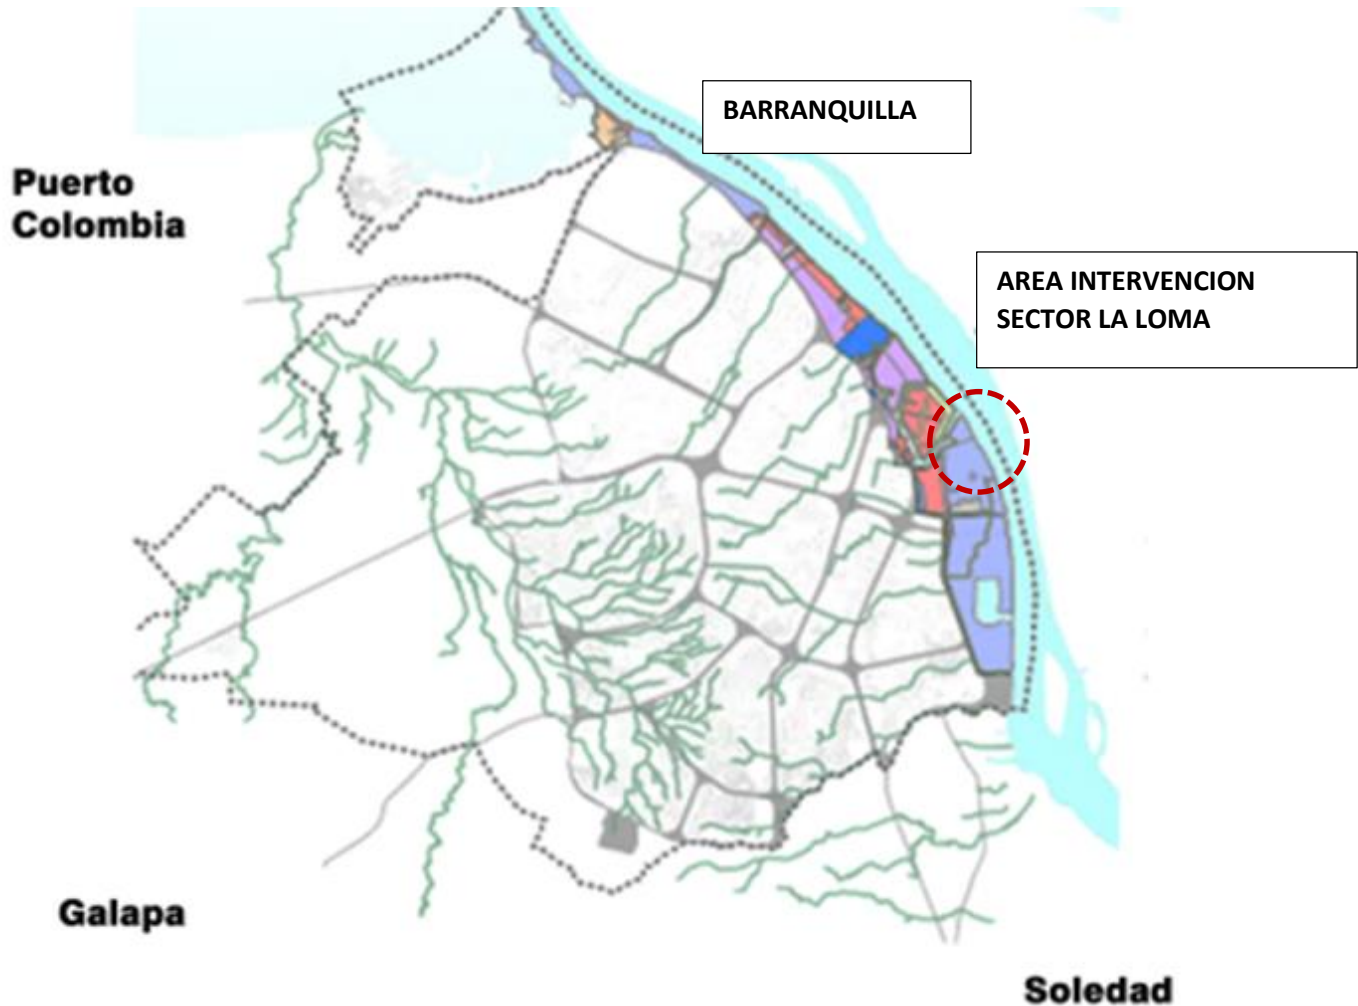 BARRANQUILLA
Puerto
Colombia
AREA INTERVENCION
SECTOR LA LOMA
Galapa
Soledad